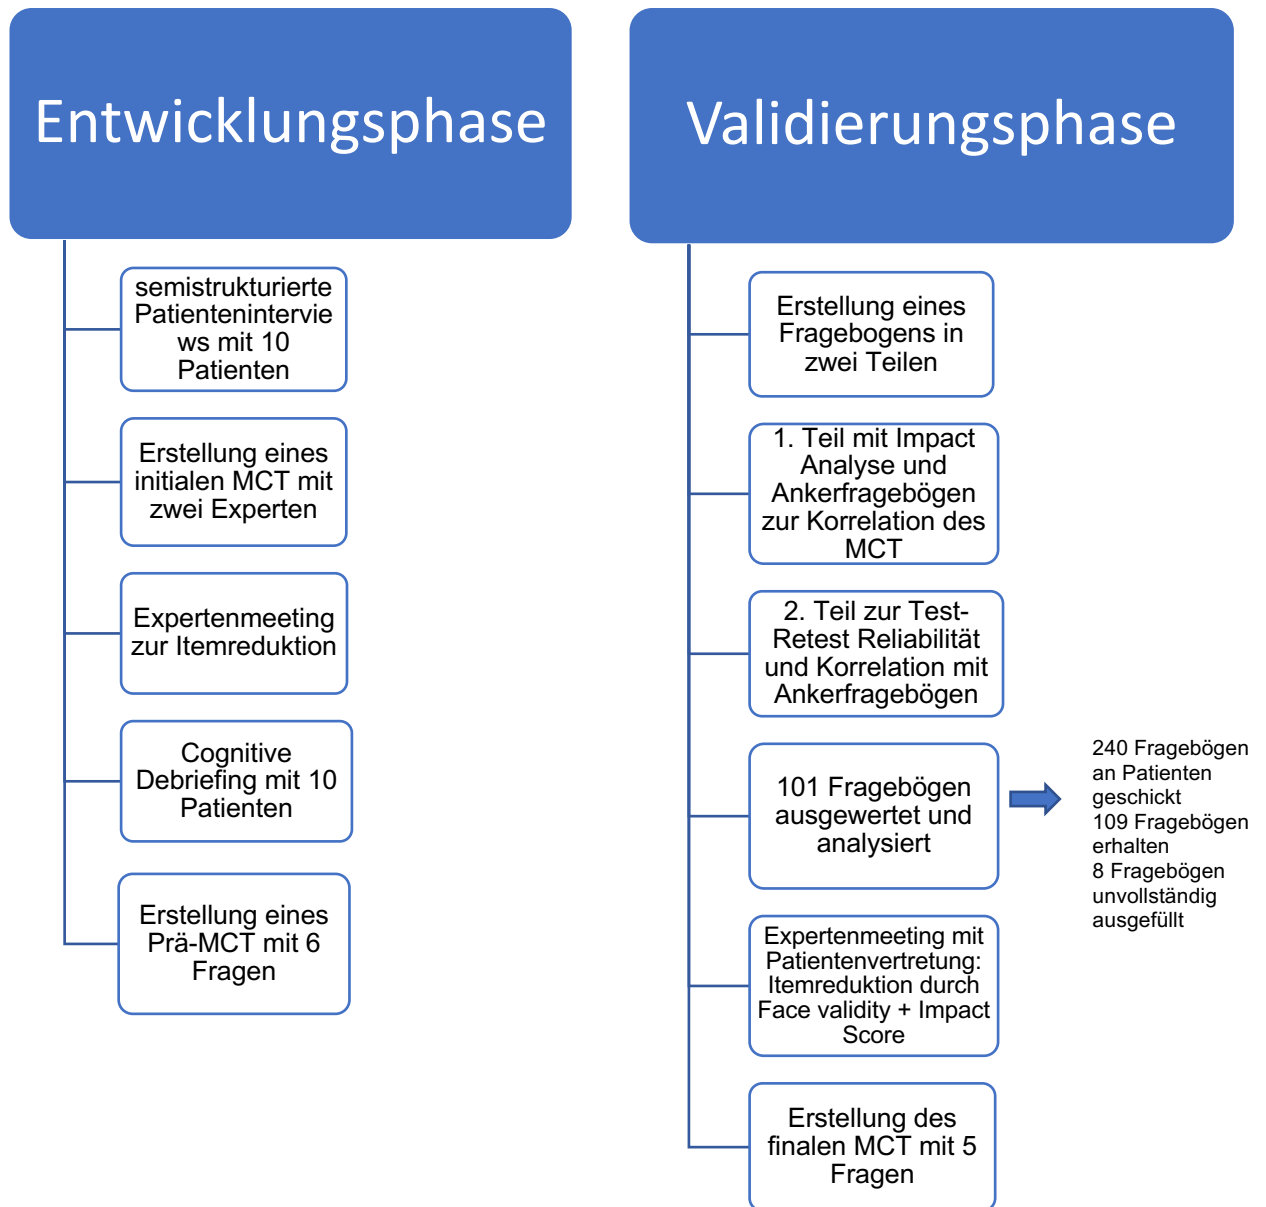 Entwicklungsphase
semistrukturierte
Patientenintervie
ws mit 10
Patienten
Erstellung eines
initialen MCT mit
zwei Experten
Expertenmeeting
zur Itemreduktion
Cognitive
Debriefing mit 10
Patienten
Erstellung eines
Prä-MCT mit 6
Fragen
Validierungsphase
Erstellung eines
Fragebogens in
zwei Teilen
1. Teil mit Impact
Analyse und
Ankerfragebögen
zur Korrelation des
MCT
2. Teil zur Test-
Retest Reliabilität
und Korrelation mit
Ankerfragebögen
101 Fragebögen
ausgewertet und
analysiert
240 Fragebögen
an Patienten
geschickt
109 Fragebögen
erhalten
8 Fragebögen
unvollständig
ausgefüllt
Expertenmeeting mit
Patientenvertretung:
Itemreduktion durch
Face validity + Impact
Score
Erstellung des
finalen MCT mit 5
Fragen